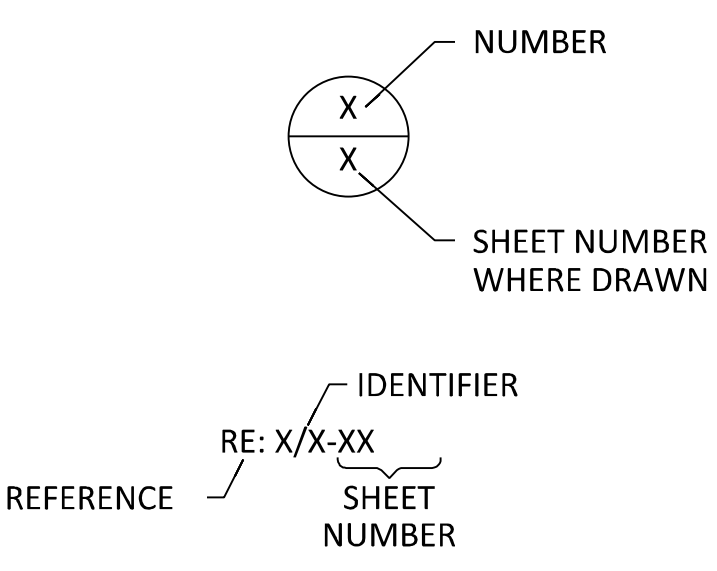 NUMBER
X
X
SHEET NUMBER
WHERE DRAWN
IDENTIFIER
RE: X/X-XX
REFERENCE
SHEET
NUMBER